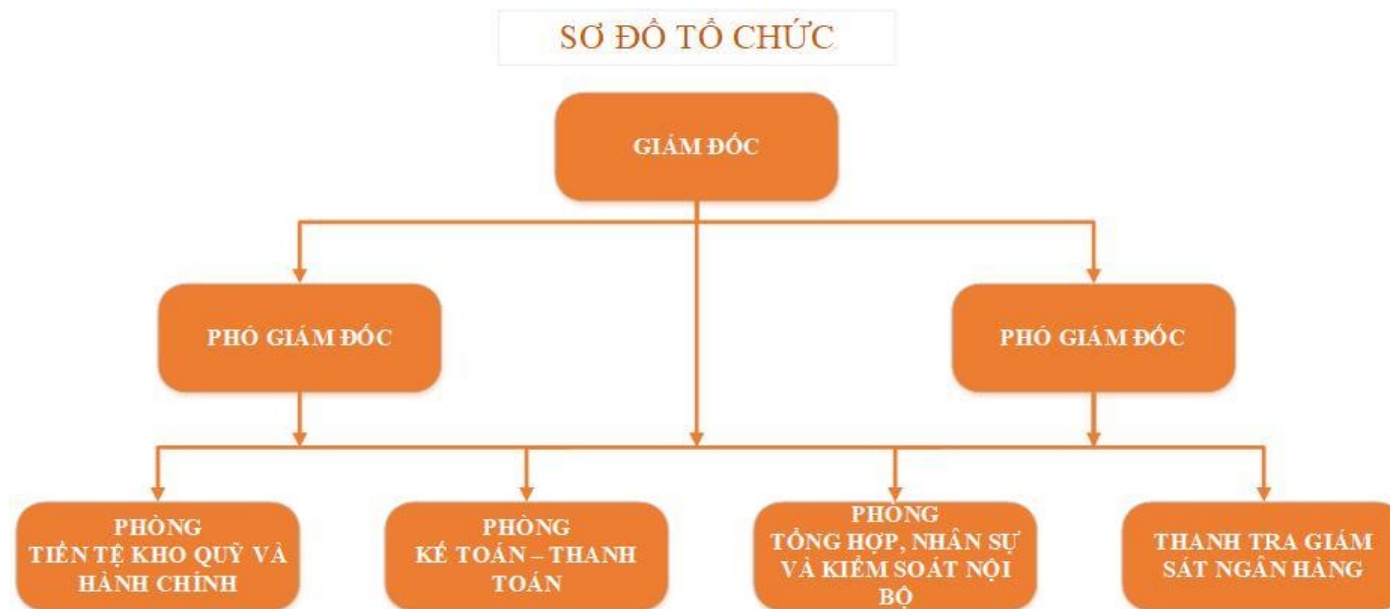 SƠ ĐỒ TỔ CHỨC
GIÁM ĐỐC
PHÓ GIÁM ĐỐC
PHÓ GIÁM ĐỐC
PHÒNG
TIỀN TỆ KHO QUỸ VÀ
HÀNH CHÍNH
PHÒNG
KẾ TOÁN – THANH
TOÁN
PHÒNG
TỔNG HỢP, NHÂN SỰ
VÀ KIỂM SOÁT NỘI
BỘ
THANH TRA GIÁM
SÁT NGÂN HÀNG